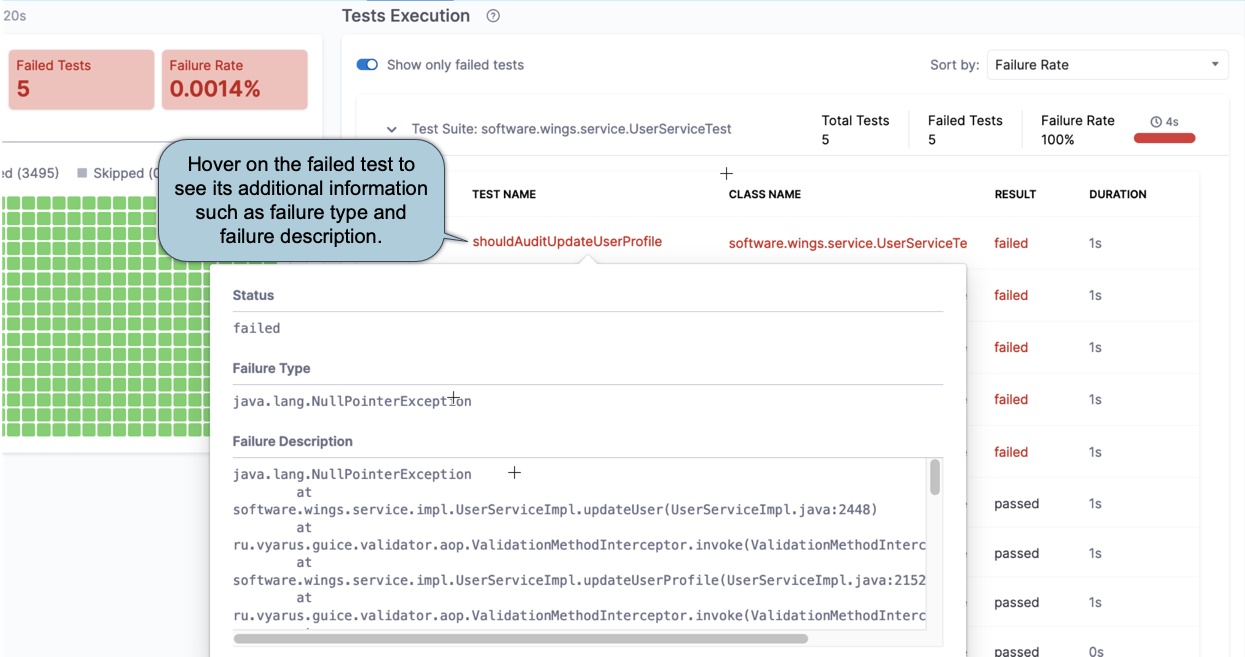 20s
Tests Execution
Failed Tests
5
Failure Rate
0.0014%
Show only failed tests
Sort by: Failure Rate
Test Suite: software.wings.service.UserServiceTest
Total Tests
5
Failed Tests
5
Failure Rate
100%
4s
ed (3495) Skipped (0
Hover on the failed test to
see its additional information
such as failure type and
failure description.
TEST NAME CLASS NAME RESULT DURATION
shouldAuditUpdateUserProfile software.wings.service.UserServiceTe failed 1s
failed 1s
failed 1s
failed 1s
failed 1s
passed 1s
passed 1s
passed 1s
passed 0s
Status
failed
Failure Type
java.lang.NullPointerException
Failure Description
java.lang.NullPointerException
at
software.wings.service.impl.UserServiceImpl.updateUser(UserServiceImpl.java:2448)
at
ru.vyarus.guice.validator.aop.ValidationMethodInterceptor.invoke(ValidationMethodInterc
at
software.wings.service.impl.UserServiceImpl.updateUserProfile(UserServiceImpl.java:2152
at
ru.vyarus.guice.validator.aop.ValidationMethodInterceptor.invoke(ValidationMethodInterc